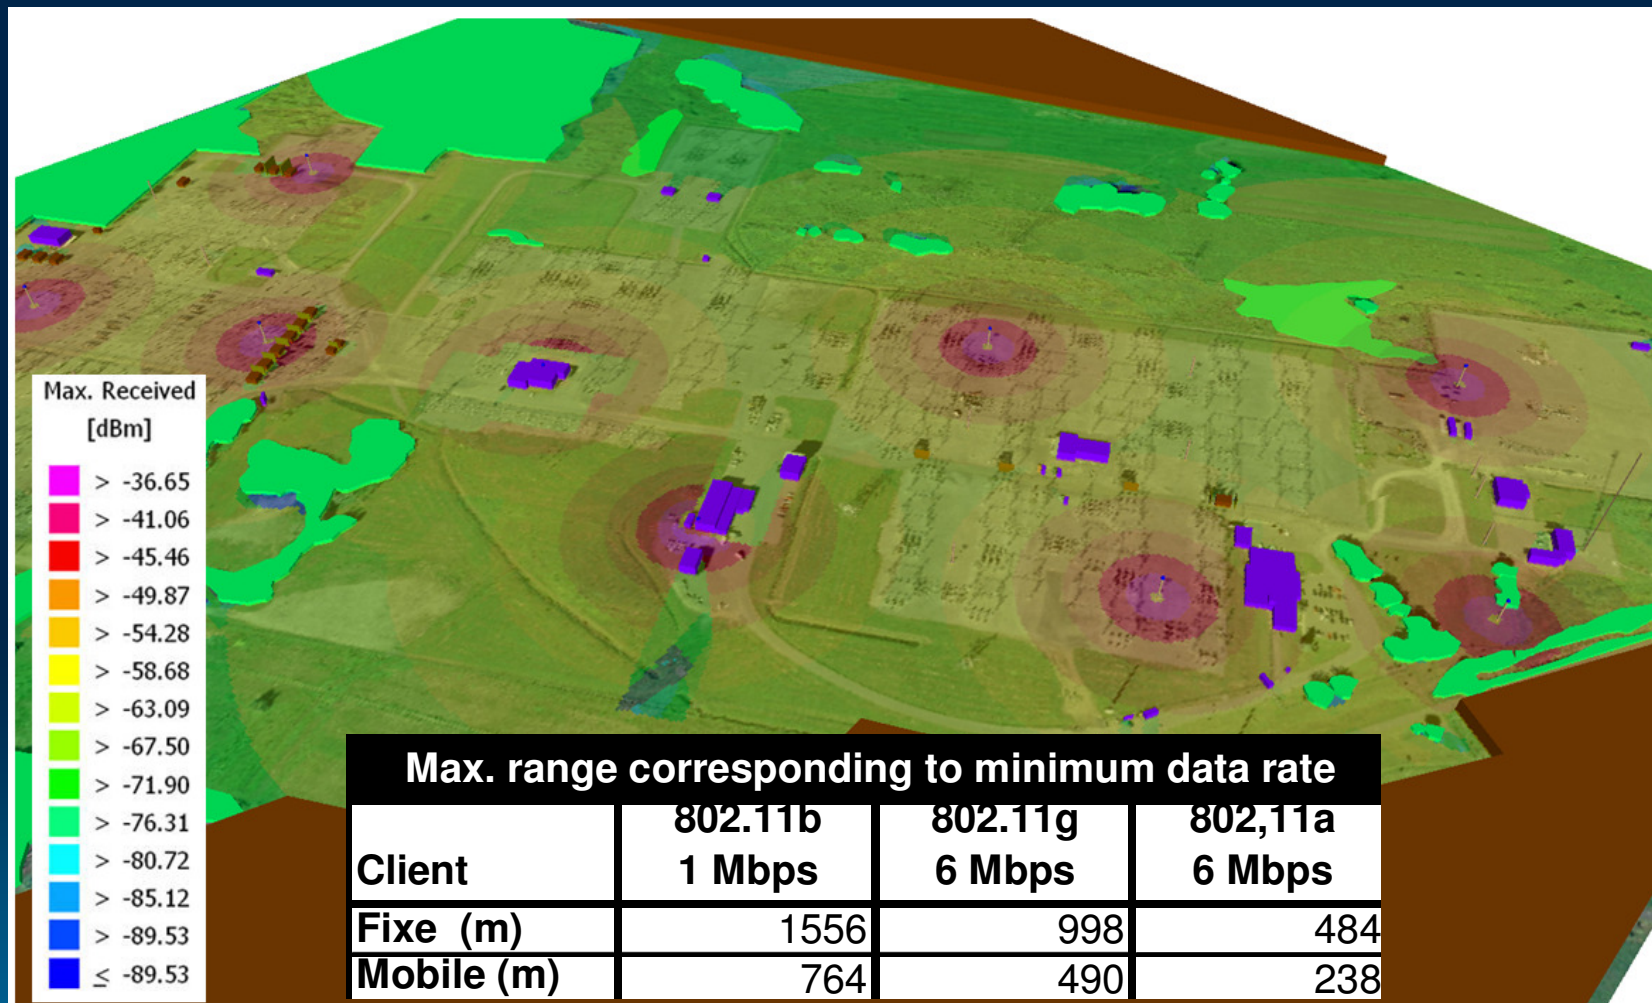 Max. Received
[dBm]
> -36.65
> -41.06
> -45.46
> -49.87
> -54.28
> -58.68
> -63.09
> -67.50
> -71.90
> -76.31
> -80.72
> -85.12
> -89.53
≤ -89.53
Max. range corresponding to minimum data rate
802.11b 802.11g 802,11a
Client 1 Mbps 6 Mbps 6 Mbps
Fixe (m) 1556 998 484
Mobile (m) 764 490 238